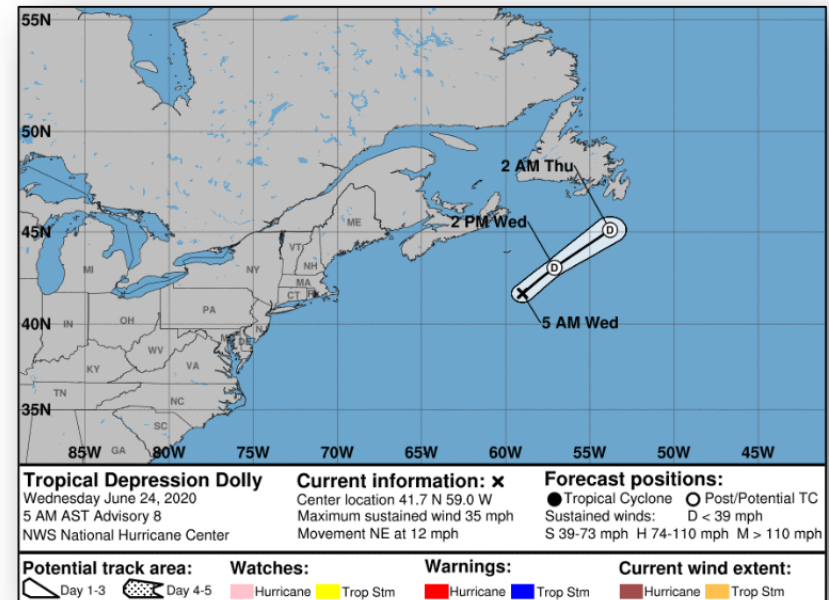 55N
50N
2 AM Thu
2 PM Wed
45N
ME
VT
NH
MI
NY
MA
CT
PA
5 AM Wed
40N
IN
OH
DE
WV
VA
KY
TN
NC
35N
SC
GA
85W 80W 75W 70W 65W 60W 55W 50W 45W
Tropical Depression Dolly
Wednesday June 24, 2020
5 AM AST Advisory 8
NWS National Hurricane Center
Current information: x
Center location 41.7 N 59.0 W
Maximum sustained wind 35 mph
Movement NE at 12 mph
Forecast positions:
Tropical Cyclone Post/Potential TC
Sustained winds: D < 39 mph
S 39-73 mph H 74-110 mph M > 110 mph
Potential track area:
Day 1-3 Day 4-5
Watches:
Hurricane Trop Stm
Warnings:
Hurricane Trop Stm
Current wind extent:
Hurricane Trop Stm
D
D